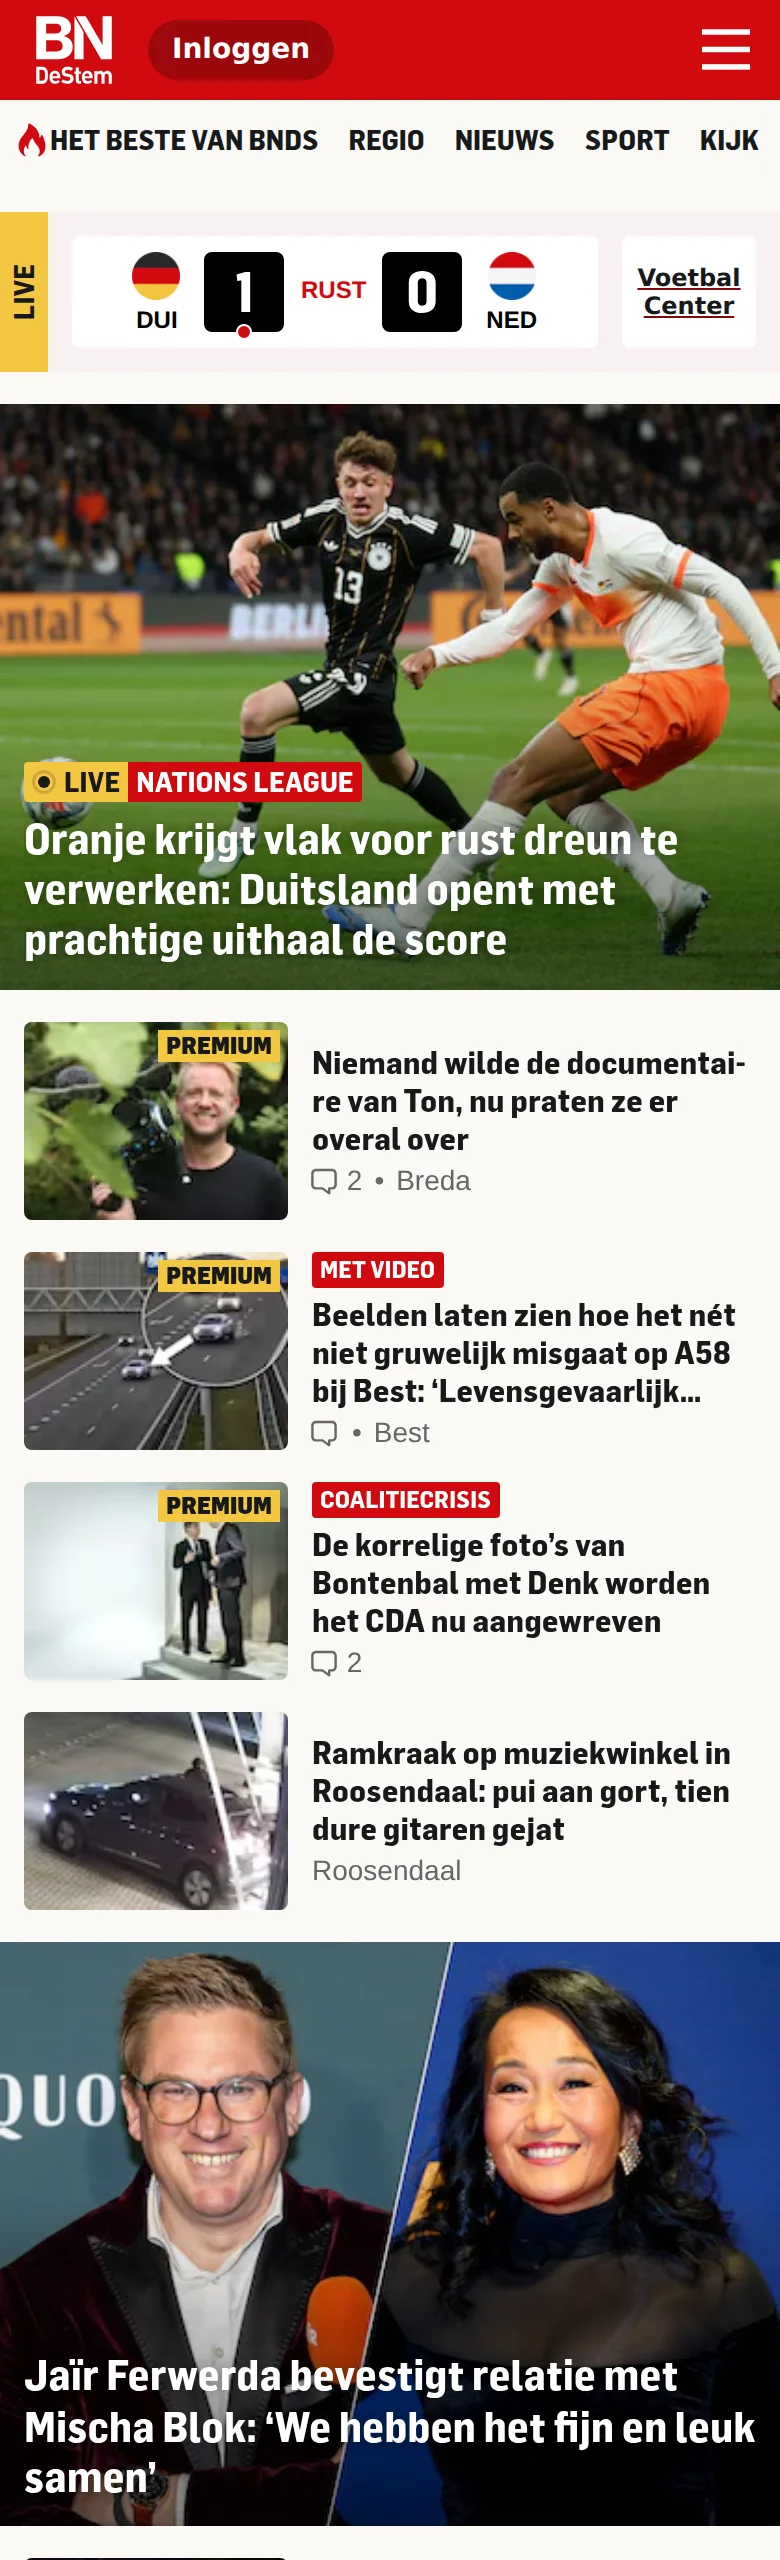 BN
DeStem
Inloggen
HET BESTE VAN BNDS REGIO NIEUWS SPORT KIJK
LIVE
DUI 1 RUST 0 NED
Voetbal
Center
13
BERLI
LIVE NATIONS LEAGUE
Oranje krijgt vlak voor rust dreun te
verwerken: Duitsland opent met
prachtige uithaal de score
PREMIUM
Niemand wilde de documentai-
re van Ton, nu praten ze er
overal over
2 • Breda
PREMIUM
MET VIDEO
Beelden laten zien hoe het nét
niet gruwelijk misgaat op A58
bij Best: ‘Levensgevaarlijk...
• Best
PREMIUM
COALITIECRISIS
De korrelige foto’s van
Bontenbal met Denk worden
het CDA nu aangewreven
2
Ramkraak op muziekwinkel in
Roosendaal: pui aan gort, tien
dure gitaren gejat
Roosendaal
QUO
Jaïr Ferwerda bevestigt relatie met
Mischa Blok: ‘We hebben het fijn en leuk
samen’